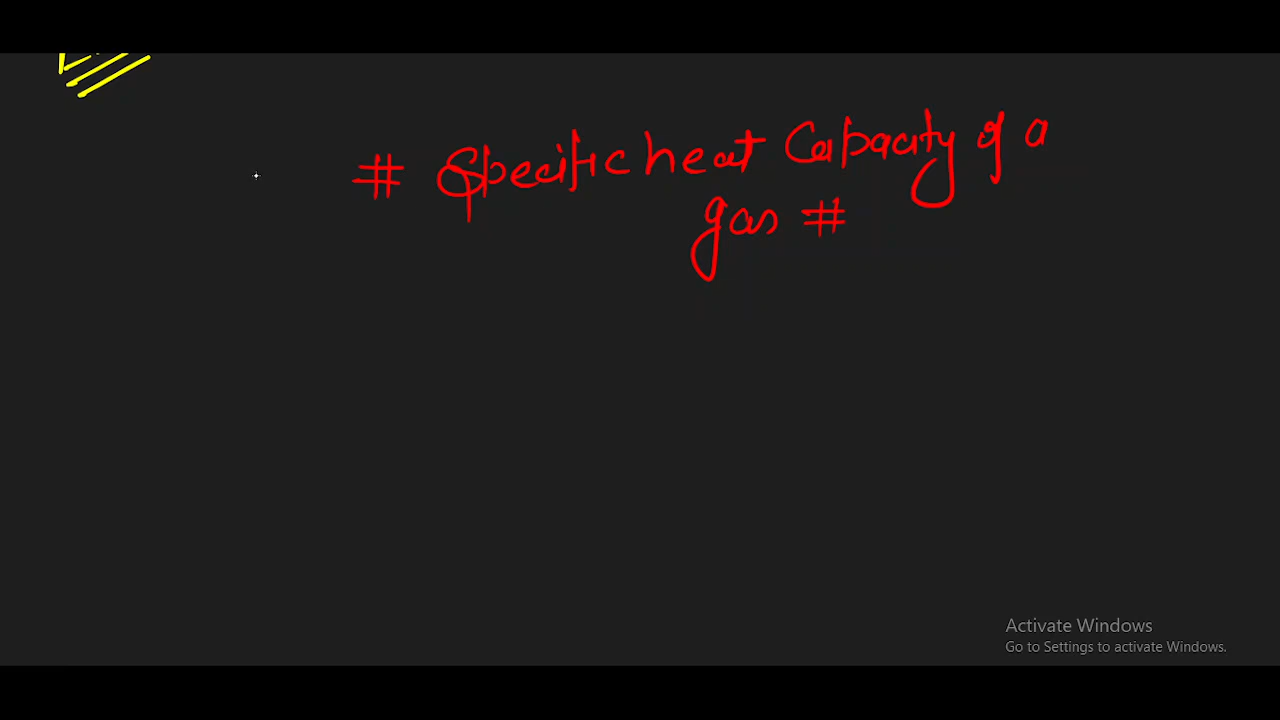 # Specific heat Capacity of a
gas #
Activate Windows
Go to Settings to activate Windows.